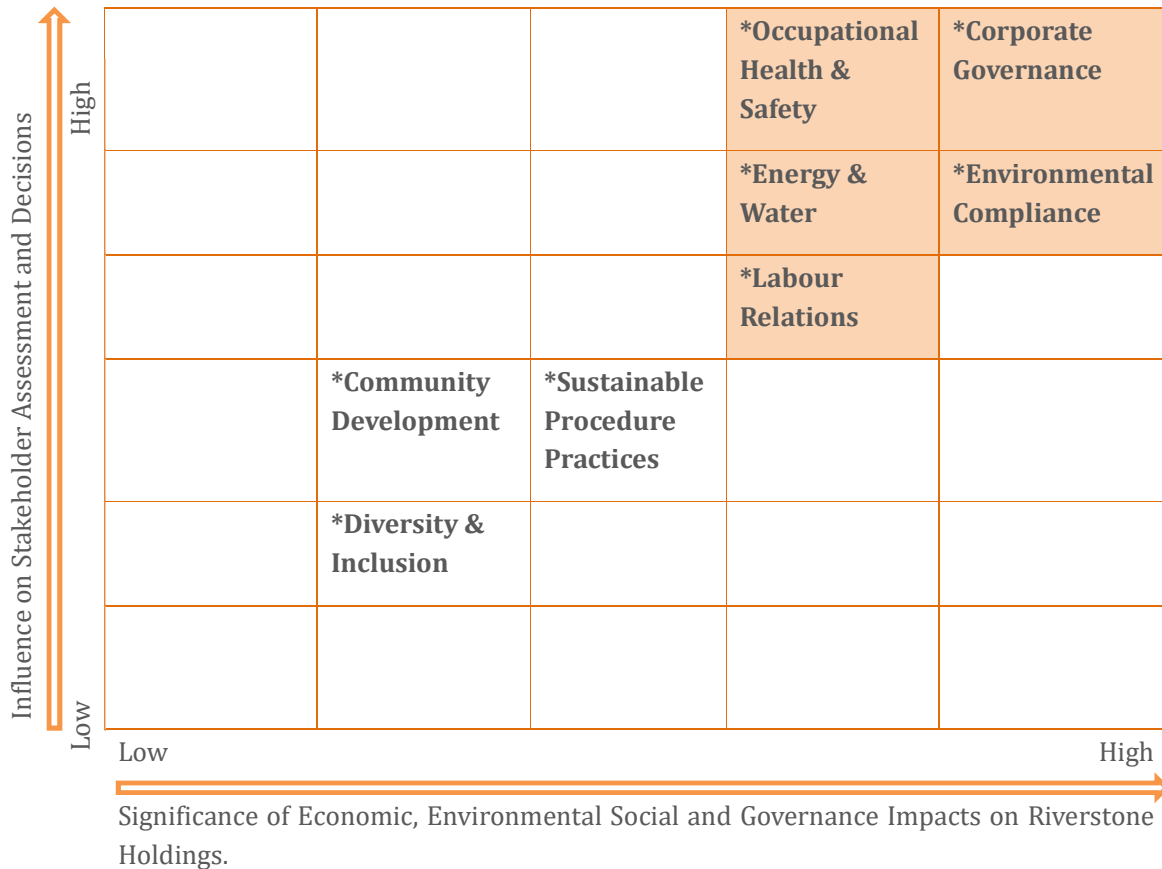 Influence on Stakeholder Assessment and Decisions
High
Low
*Occupational
Health &
Safety
*Corporate
Governance
*Energy &
Water
*Environmental
Compliance
*Labour
Relations
*Community
Development
*Sustainable
Procedure
Practices
*Diversity &
Inclusion
Low
High
Significance of Economic, Environmental Social and Governance Impacts on Riverstone
Holdings.